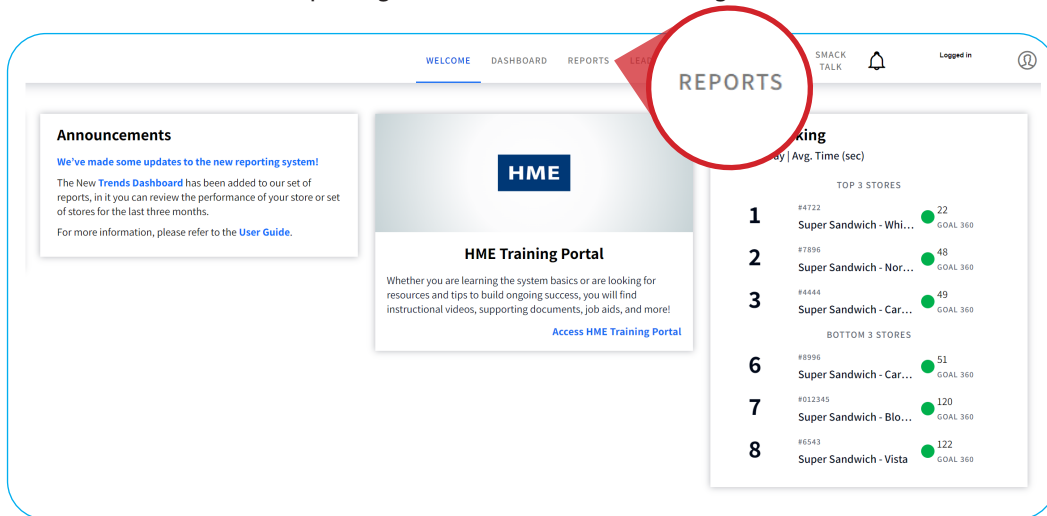 WELCOME DASHBOARD REPORTS LEAD
REPORTS
SMACK
TALK
Logged in
Announcements
We've made some updates to the new reporting system!
The New Trends Dashboard has been added to our set of
reports, in it you can review the performance of your store or set
of stores for the last three months.
For more information, please refer to the User Guide.
HME
HME Training Portal
Whether you are learning the system basics or are looking for
resources and tips to build ongoing success, you will find
instructional videos, supporting documents, job aids, and more!
Access HME Training Portal
king
ay | Avg. Time (sec)
TOP 3 STORES
1 #4722 22
Super Sandwich - Whi... GOAL 360
2 #7896 48
Super Sandwich - Nor... GOAL 360
3 #4444 49
Super Sandwich - Car... GOAL 360
BOTTOM 3 STORES
6 #8996 51
Super Sandwich - Car... GOAL 360
7 #012345 120
Super Sandwich - Blo... GOAL 360
8 #6543 122
Super Sandwich - Vista GOAL 360